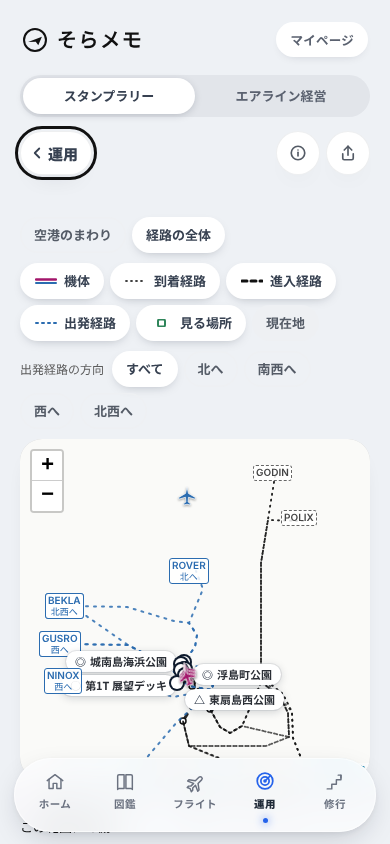 そらメモ
マイページ
スタンプラリー
エアライン経営
運用
空港のまわり
経路の全体
機体
到着経路
進入経路
出発経路
見る場所
現在地
出発経路の方向
すべて
北へ
南西へ
西へ
北西へ
+
−
GODIN
POLIX
ROVER
北へ
BEKLA
北西へ
GUSRO
西へ
◎ 城南島海浜公園
◎ 浮島町公園
NINOX
西へ
第1T 展望デッキ
△ 東扇島西公園
ホーム
図鑑
フライト
運用
修行